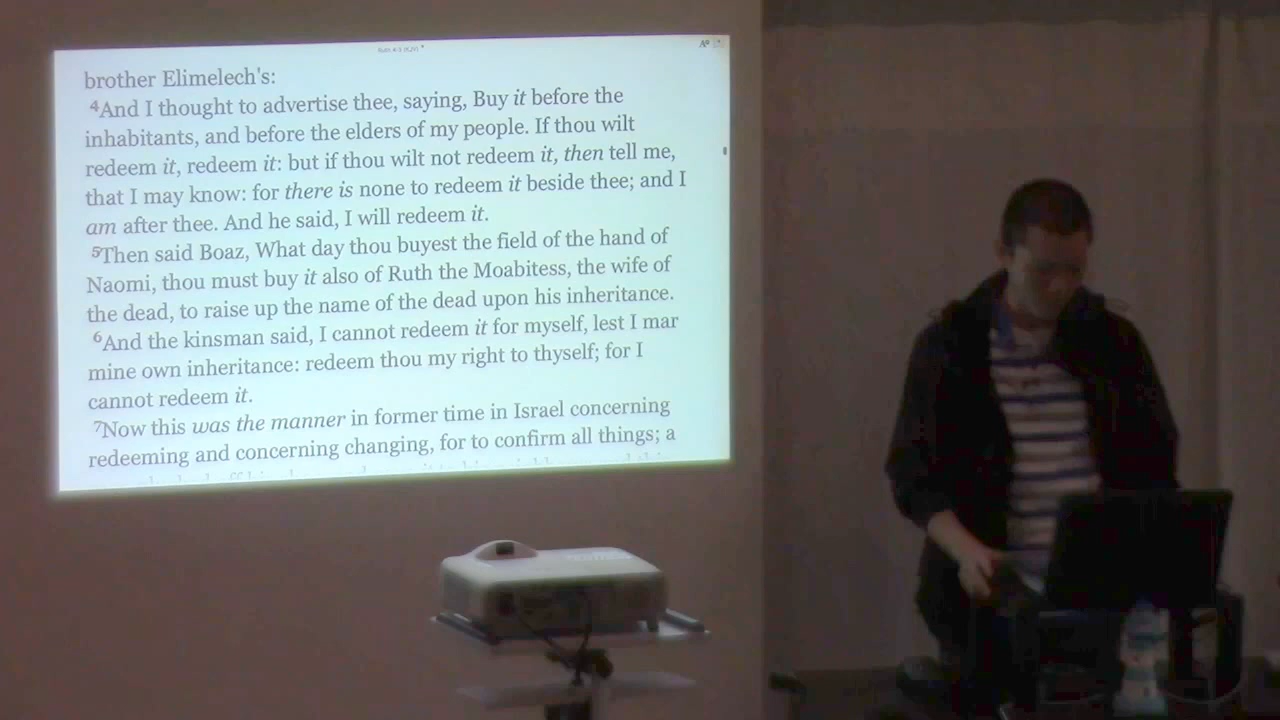 brother Elimelech's:
⁴And I thought to advertise thee, saying, Buy it before the
inhabitants, and before the elders of my people. If thou wilt
redeem it, redeem it: but if thou wilt not redeem it, then tell me,
that I may know: for there is none to redeem it beside thee; and I
am after thee. And he said, I will redeem it.
⁵Then said Boaz, What day thou buyest the field of the hand of
Naomi, thou must buy it also of Ruth the Moabitess, the wife of
the dead, to raise up the name of the dead upon his inheritance.
⁶And the kinsman said, I cannot redeem it for myself, lest I mar
mine own inheritance: redeem thou my right to thyself; for I
cannot redeem it.
⁷Now this was the manner in former time in Israel concerning
redeeming and concerning changing, for to confirm all things; a